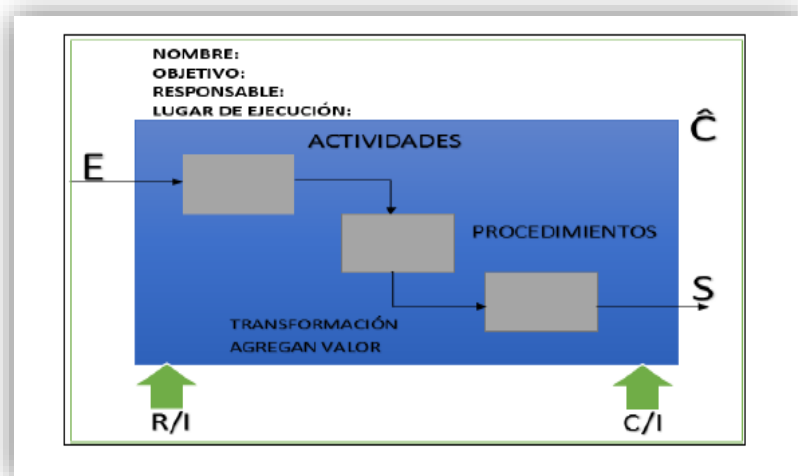 NOMBRE:
OBJETIVO:
RESPONSABLE:
LUGAR DE EJECUCIÓN:
Ĉ
ACTIVIDADES
E
PROCEDIMIENTOS
S
TRANSFORMACIÓN
AGREGAN VALOR
R/I
C/I